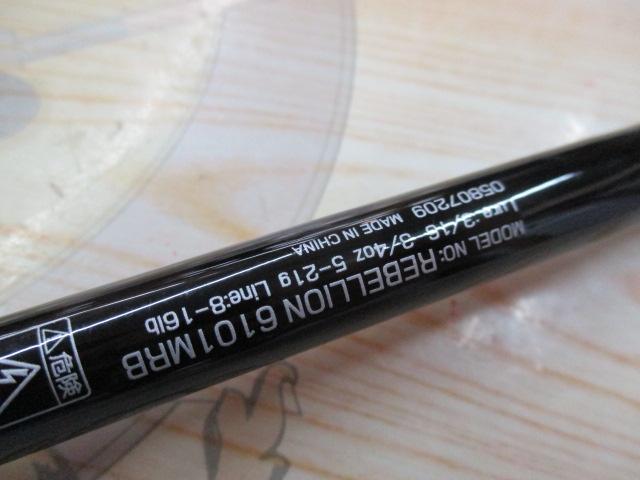 MODEL NO: REBELLION 6101MRB
Lure:3/16-3/4oz 5-21g Line:8-16lb
05807209 MADE IN CHINA
危険